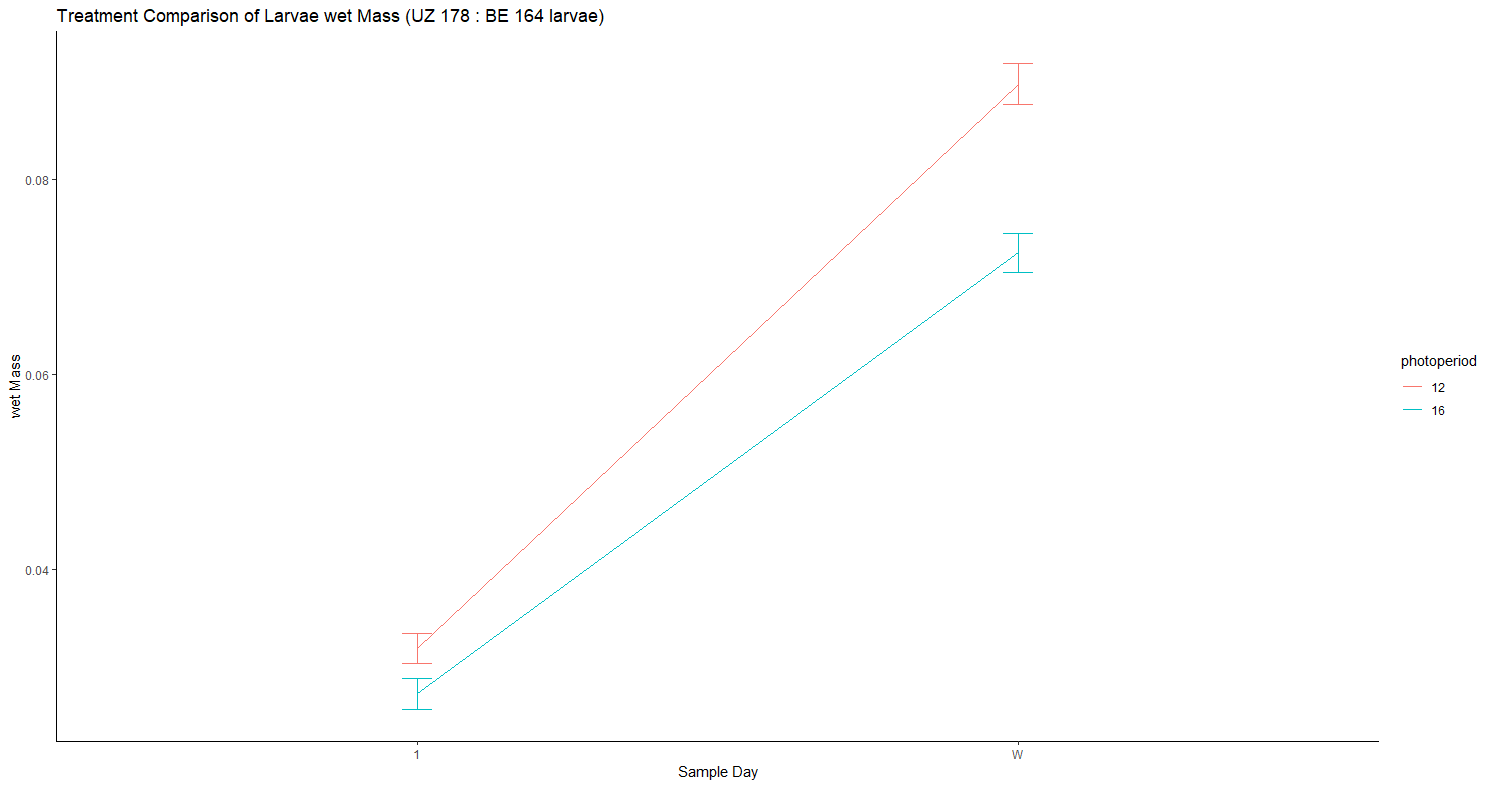 Treatment Comparison of Larvae wet Mass (UZ 178 : BE 164 larvae)
0.08
0.06
0.04
wet Mass
1
W
Sample Day
photoperiod
12
16